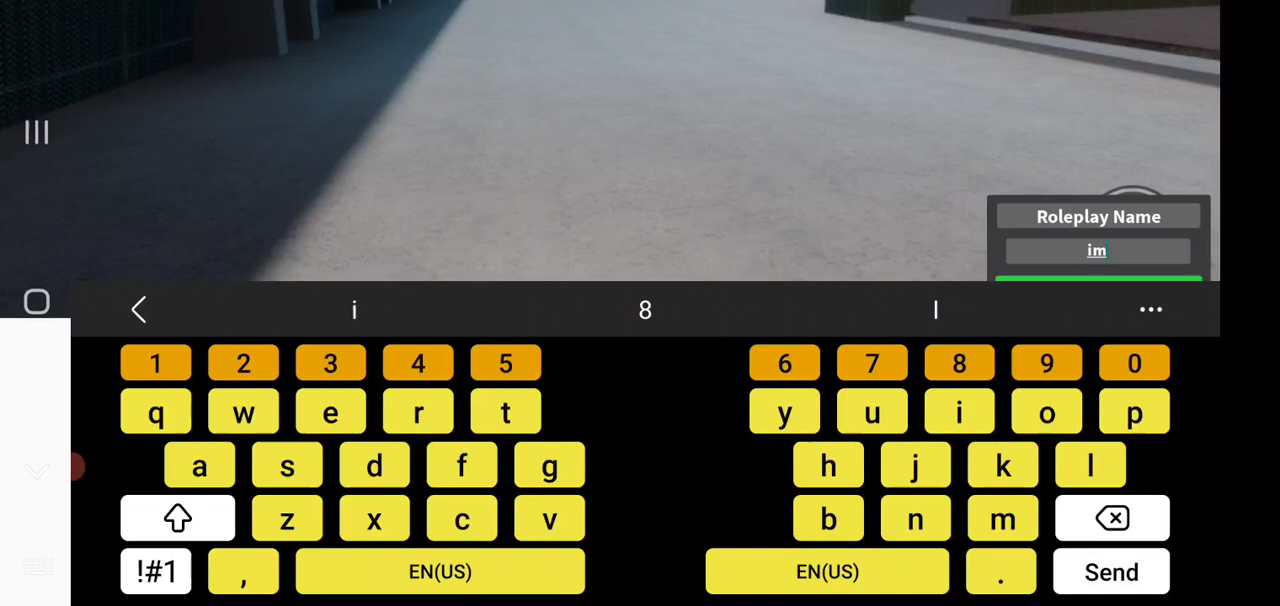 Roleplay Name
im
i 8 l
1 2 3 4 5 6 7 8 9 0
q w e r t y u i o p
a s d f g h j k l
z x c v b n m
!#1 , EN(US) EN(US) . Send